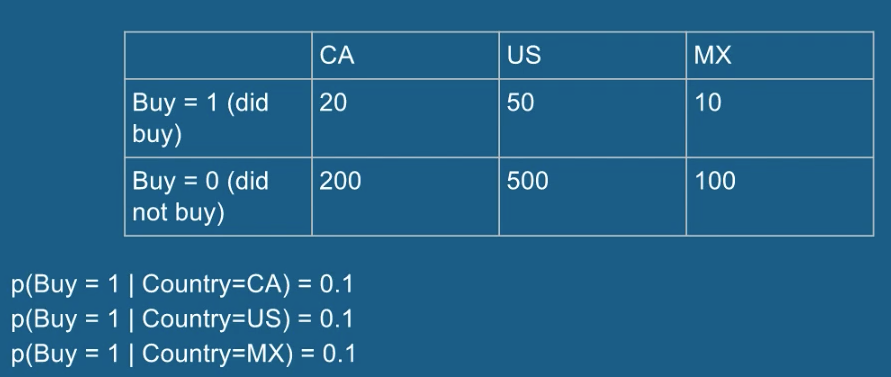 CA US MX
Buy = 1 (did 20 50 10
buy)
Buy = 0 (did 200 500 100
not buy)
p(Buy = 1 | Country=CA) = 0.1
p(Buy = 1 | Country=US) = 0.1
p(Buy = 1 | Country=MX) = 0.1